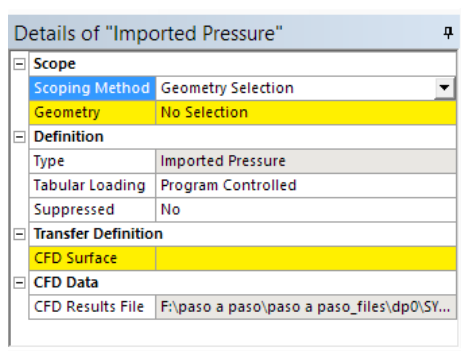 Details of "Imported Pressure"
Scope
Scoping Method Geometry Selection
Geometry No Selection
Definition
Type Imported Pressure
Tabular Loading Program Controlled
Suppressed No
Transfer Definition
CFD Surface
CFD Data
CFD Results File F:\paso a paso\paso a paso_files\dp0\SY...